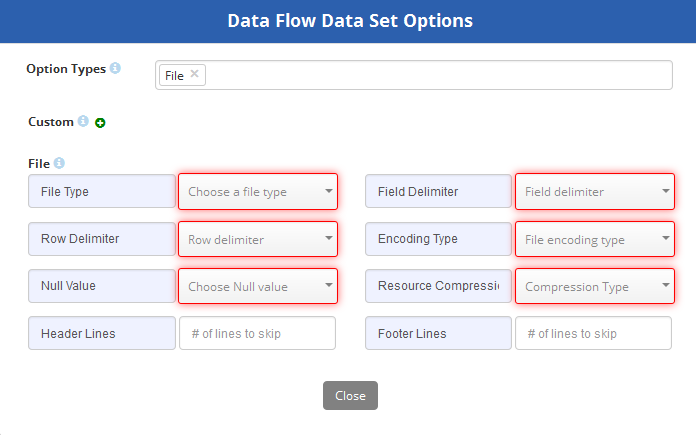 Data Flow Data Set Options
Option Types
File ×
Custom
File
File Type Choose a file type Field Delimiter Field delimiter
Row Delimiter Row delimiter Encoding Type File encoding type
Null Value Choose Null value Resource Compressi Compression Type
Header Lines # of lines to skip Footer Lines # of lines to skip
Close